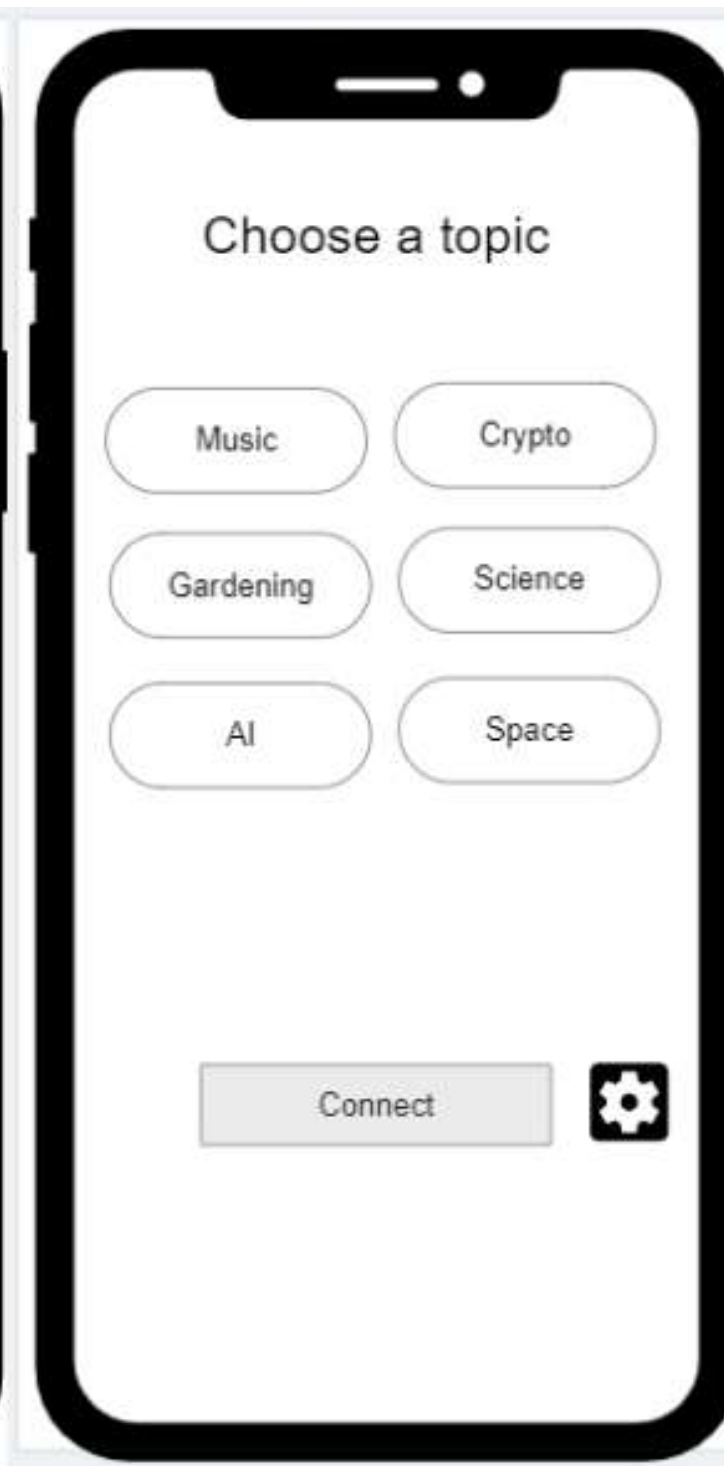 Choose a topic
Music
Crypto
Gardening
Science
AI
Space
Connect